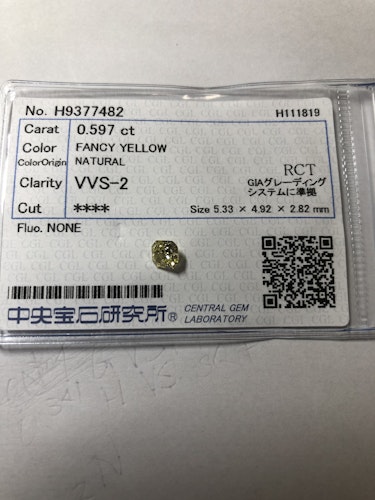 No. H9377482 H111819
Carat 0.597 ct
Color FANCY YELLOW
ColorOrigin NATURAL
RCT
Clarity VVS-2
GIAグレーディング
システムに準拠
Cut **** Size 5.33 × 4.92 × 2.82 mm
Fluo. NONE
中央宝石研究所® CENTRAL GEM
LABORATORY